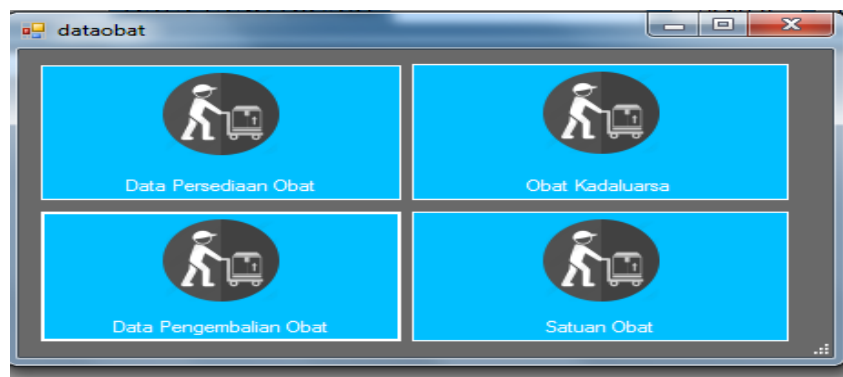 dataobat
Data Persediaan Obat
Obat Kadaluarsa
Data Pengembalian Obat
Satuan Obat